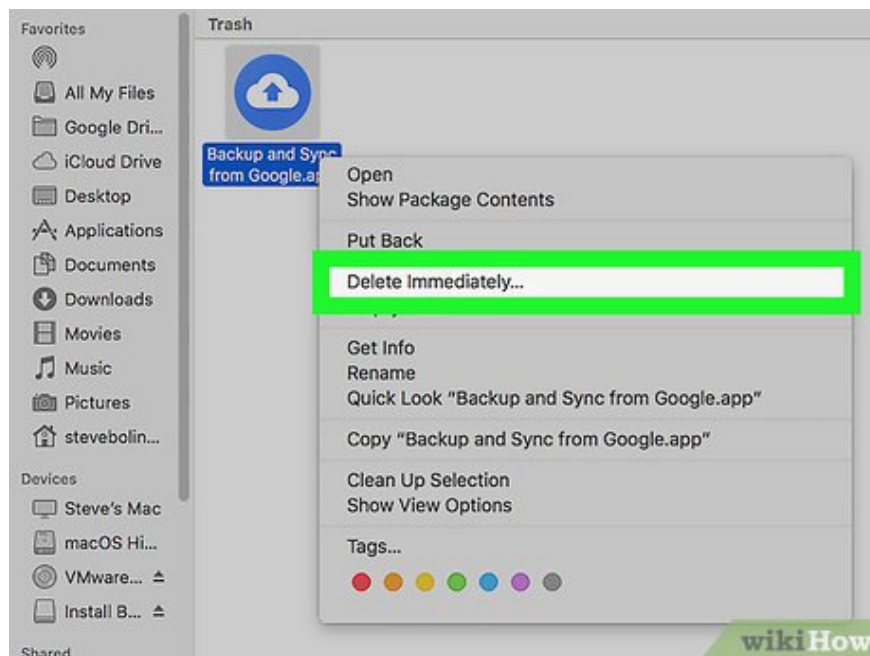 Favorites
All My Files
Google Dri...
iCloud Drive
Desktop
Applications
Documents
Downloads
Movies
Music
Pictures
stevebolin...
Devices
Steve's Mac
macOS Hi...
VMware...
Install B...
Shared
Trash
Backup and Sync
from Google.ap
Open
Show Package Contents
Put Back
Delete Immediately...
Get Info
Rename
Quick Look “Backup and Sync from Google.app”
Copy “Backup and Sync from Google.app”
Clean Up Selection
Show View Options
Tags...
wikiHow